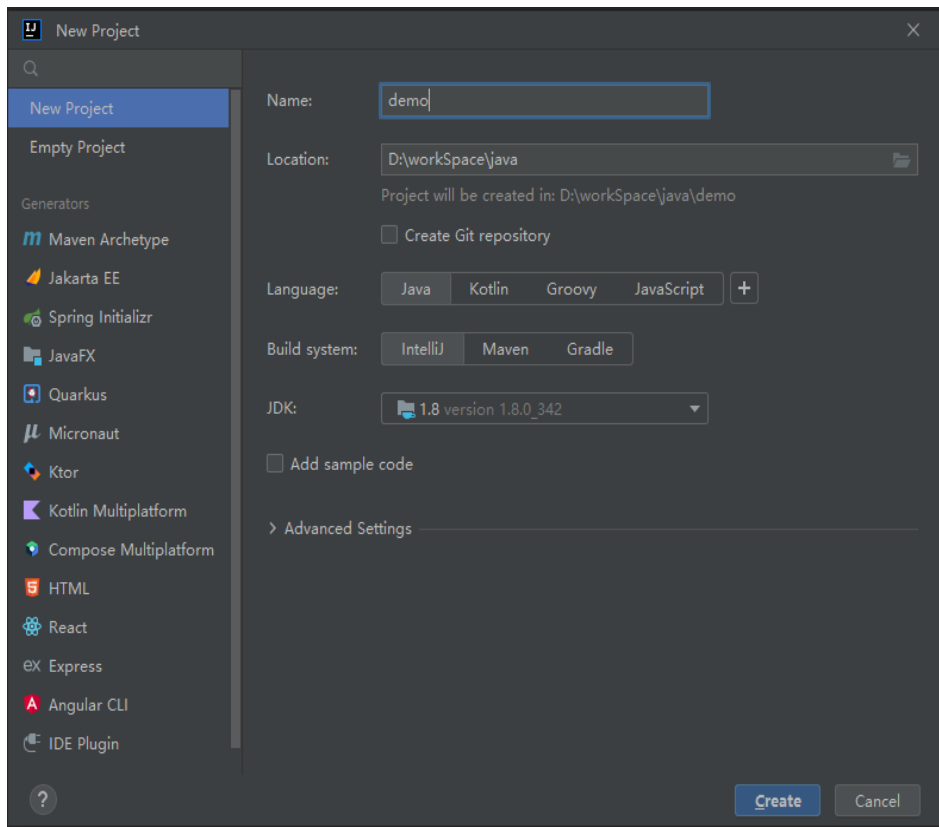 New Project
New Project
Empty Project
Generators
Maven Archetype
Jakarta EE
Spring Initializr
JavaFX
Quarkus
Micronaut
Ktor
Kotlin Multiplatform
Compose Multiplatform
HTML
React
ex Express
Angular CLI
IDE Plugin
Name: demo
Location: D:\workSpace\java
Project will be created in: D:\workSpace\java\demo
Create Git repository
Language: Java Kotlin Groovy JavaScript +
Build system: IntelliJ Maven Gradle
JDK: 1.8 version 1.8.0_342
Add sample code
Advanced Settings
? Create Cancel